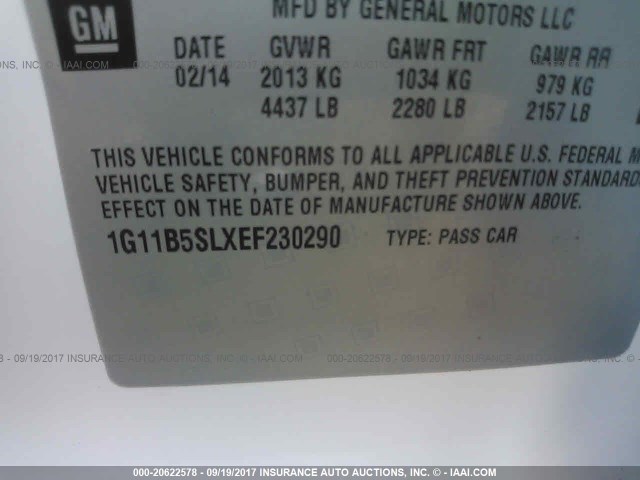 GM
MFD BY GENERAL MOTORS LLC
DATE GVWR GAWR FRT GAWR RR
02/14 2013 KG 1034 KG 979 KG
4437 LB 2280 LB 2157 LB
THIS VEHICLE CONFORMS TO ALL APPLICABLE U.S. FEDERAL M
VEHICLE SAFETY, BUMPER, AND THEFT PREVENTION STANDARD
EFFECT ON THE DATE OF MANUFACTURE SHOWN ABOVE.
1G11B5SLXEF230290 TYPE: PASS CAR
000-20622578 - 09/19/2017 INSURANCE AUTO AUCTIONS, INC. - © IAAI.COM